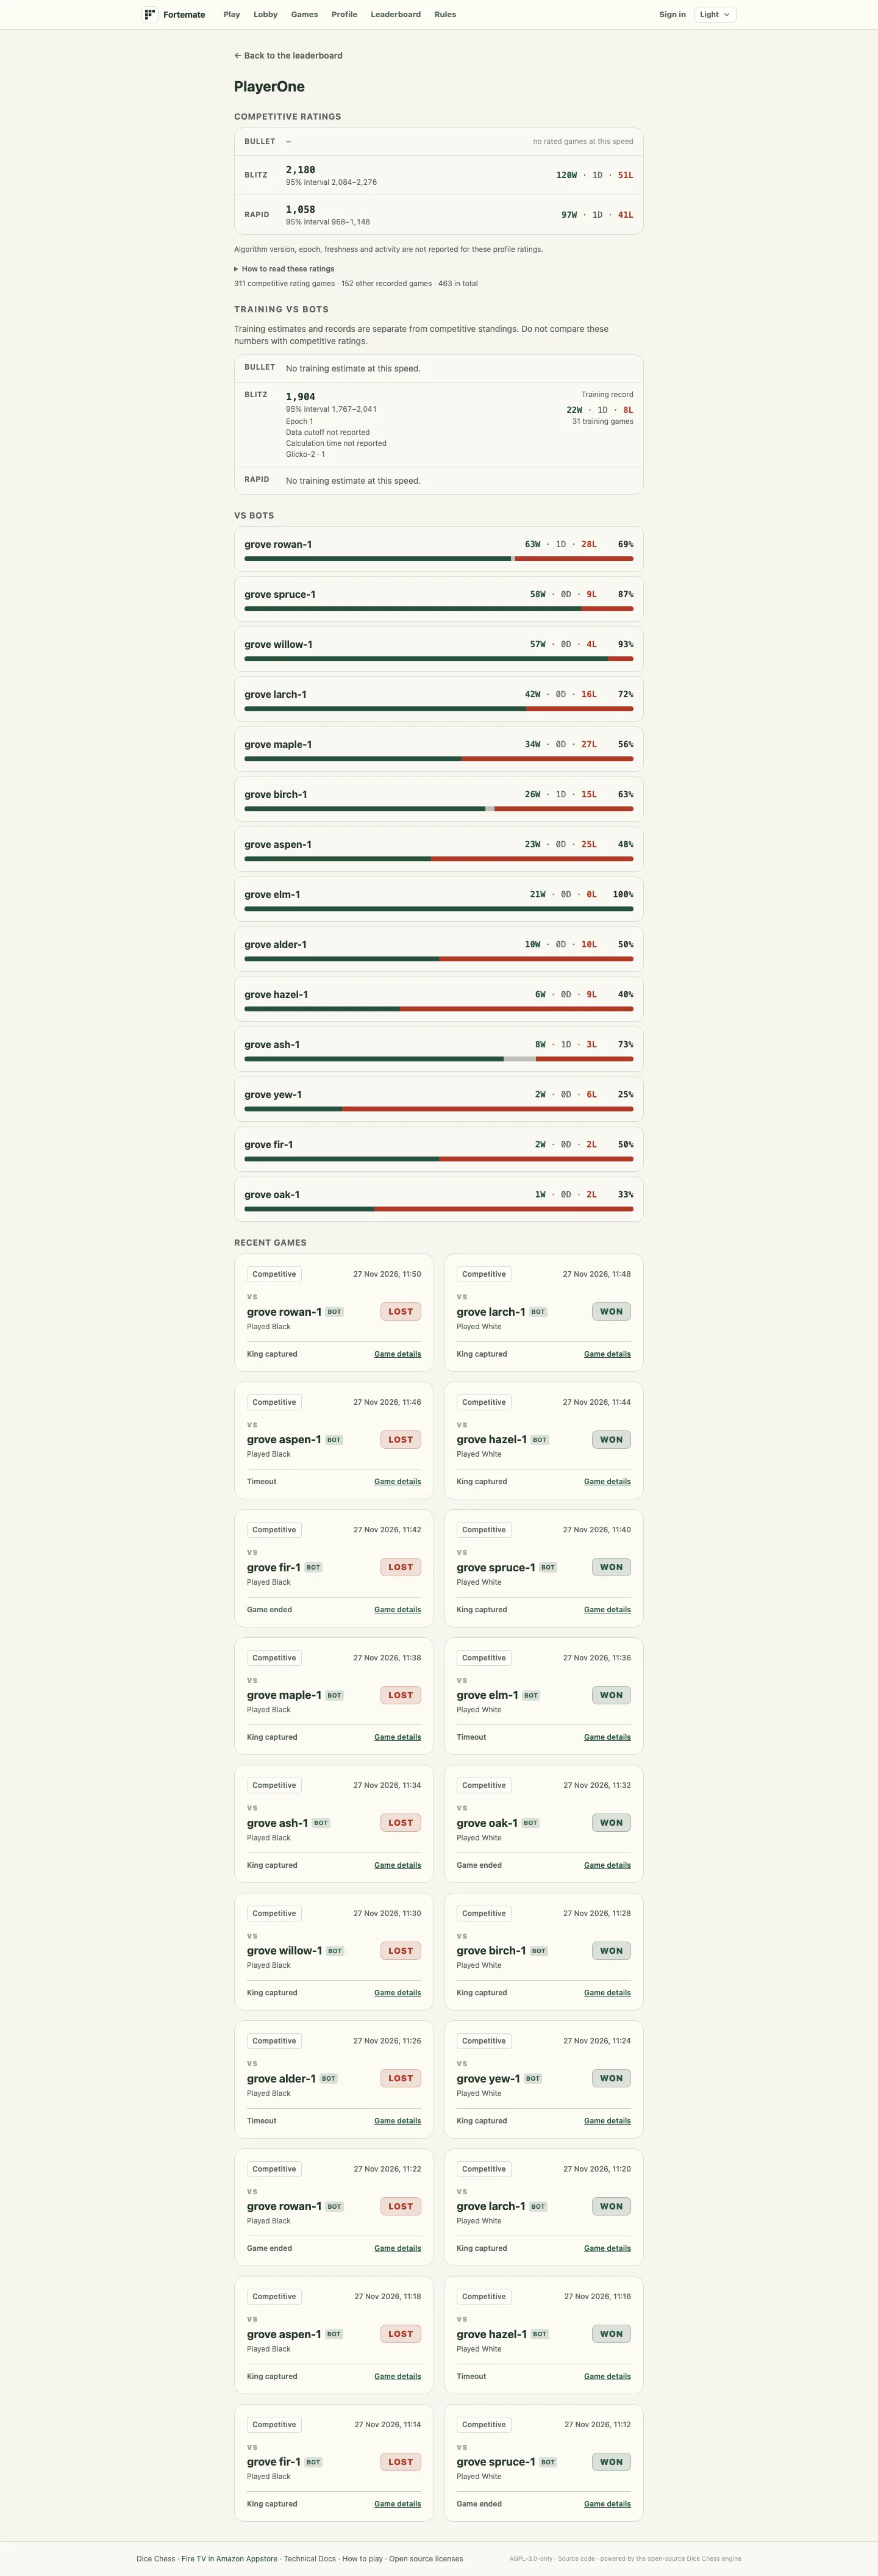 Fortemate Play Lobby Games Profile Leaderboard Rules Sign in Light
← Back to the leaderboard
PlayerOne
COMPETITIVE RATINGS
BULLET – no rated games at this speed
BLITZ 2,180 120W · 1D · 51L
95% interval 2,084–2,276
RAPID 1,058 97W · 1D · 41L
95% interval 968–1,148
Algorithm version, epoch, freshness and activity are not reported for these profile ratings.
▸ How to read these ratings
311 competitive rating games · 152 other recorded games · 463 in total
TRAINING VS BOTS
Training estimates and records are separate from competitive standings. Do not compare these
numbers with competitive ratings.
BULLET No training estimate at this speed.
BLITZ 1,904 Training record
95% interval 1,767–2,041 22W · 1D · 8L
Epoch 1 31 training games
Data cutoff not reported
Calculation time not reported
Glicko-2 · 1
RAPID No training estimate at this speed.
VS BOTS
grove rowan-1 63W · 1D · 28L 69%
grove spruce-1 58W · 0D · 9L 87%
grove willow-1 57W · 0D · 4L 93%
grove larch-1 42W · 0D · 16L 72%
grove maple-1 34W · 0D · 27L 56%
grove birch-1 26W · 1D · 15L 63%
grove aspen-1 23W · 0D · 25L 48%
grove elm-1 21W · 0D · 0L 100%
grove alder-1 10W · 0D · 10L 50%
grove hazel-1 6W · 0D · 9L 40%
grove ash-1 8W · 1D · 3L 73%
grove yew-1 2W · 0D · 6L 25%
grove fir-1 2W · 0D · 2L 50%
grove oak-1 1W · 0D · 2L 33%
RECENT GAMES
Competitive 27 Nov 2026, 11:50
VS
grove rowan-1 BOT LOST
Played Black
King captured Game details
Competitive 27 Nov 2026, 11:48
VS
grove larch-1 BOT WON
Played White
King captured Game details
Competitive 27 Nov 2026, 11:46
VS
grove aspen-1 BOT LOST
Played Black
Timeout Game details
Competitive 27 Nov 2026, 11:44
VS
grove hazel-1 BOT WON
Played White
King captured Game details
Competitive 27 Nov 2026, 11:42
VS
grove fir-1 BOT LOST
Played Black
Game ended Game details
Competitive 27 Nov 2026, 11:40
VS
grove spruce-1 BOT WON
Played White
King captured Game details
Competitive 27 Nov 2026, 11:38
VS
grove maple-1 BOT LOST
Played Black
King captured Game details
Competitive 27 Nov 2026, 11:36
VS
grove elm-1 BOT WON
Played White
Timeout Game details
Competitive 27 Nov 2026, 11:34
VS
grove ash-1 BOT LOST
Played Black
King captured Game details
Competitive 27 Nov 2026, 11:32
VS
grove oak-1 BOT WON
Played White
Game ended Game details
Competitive 27 Nov 2026, 11:30
VS
grove willow-1 BOT LOST
Played Black
King captured Game details
Competitive 27 Nov 2026, 11:28
VS
grove birch-1 BOT WON
Played White
King captured Game details
Competitive 27 Nov 2026, 11:26
VS
grove alder-1 BOT LOST
Played Black
Timeout Game details
Competitive 27 Nov 2026, 11:24
VS
grove yew-1 BOT WON
Played White
King captured Game details
Competitive 27 Nov 2026, 11:22
VS
grove rowan-1 BOT LOST
Played Black
Game ended Game details
Competitive 27 Nov 2026, 11:20
VS
grove larch-1 BOT WON
Played White
King captured Game details
Competitive 27 Nov 2026, 11:18
VS
grove aspen-1 BOT LOST
Played Black
King captured Game details
Competitive 27 Nov 2026, 11:16
VS
grove hazel-1 BOT WON
Played White
Timeout Game details
Competitive 27 Nov 2026, 11:14
VS
grove fir-1 BOT LOST
Played Black
King captured Game details
Competitive 27 Nov 2026, 11:12
VS
grove spruce-1 BOT WON
Played White
Game ended Game details
Dice Chess · Fire TV in Amazon Appstore · Technical Docs · How to play · Open source licenses AGPL-3.0-only · Source code · powered by the open-source Dice Chess engine